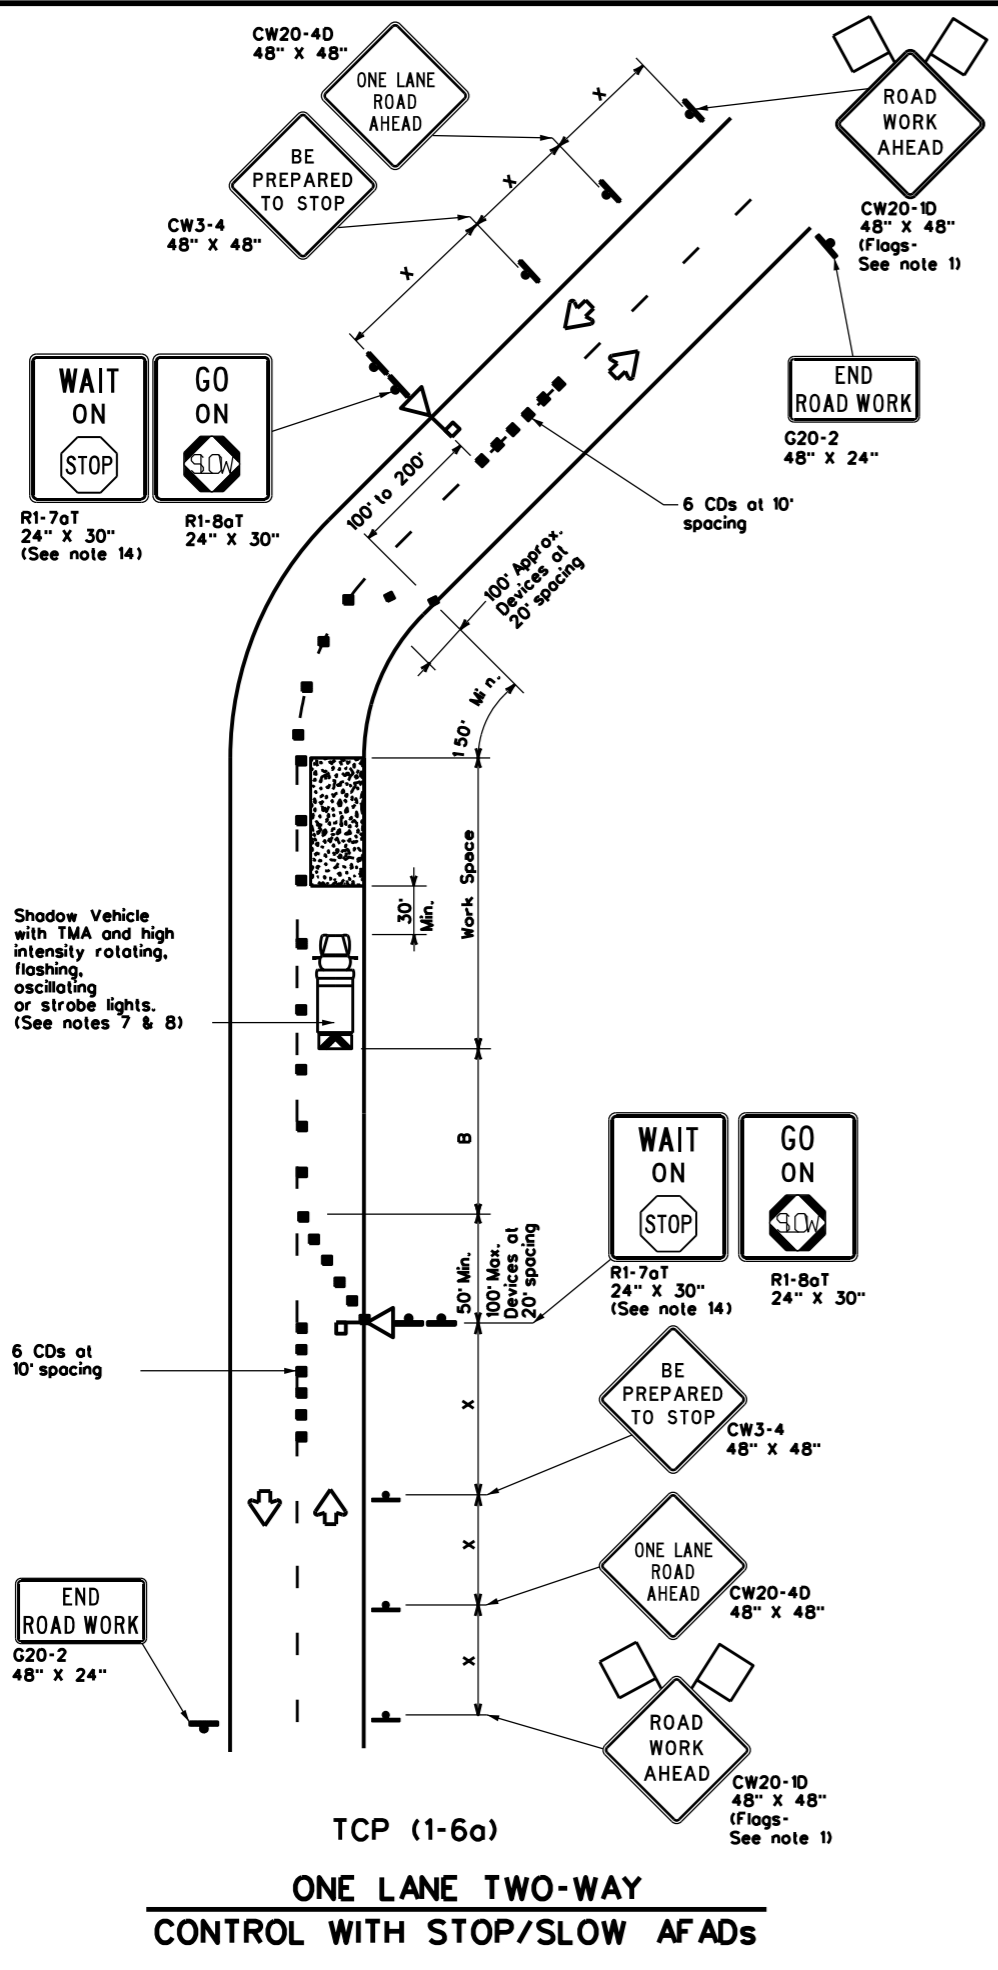 CW20-4D
48" X 48"
ONE LANE
ROAD
AHEAD
ROAD
WORK
AHEAD
BE
PREPARED
TO STOP
X
X
X
CW3-4
48" X 48"
CW20-1D
48" X 48"
(Flags-
See note 1)
WAIT
ON
STOP
GO
ON
SLOW
R1-7aT
24" X 30"
(See note 14)
R1-8aT
24" X 30"
END
ROAD WORK
G20-2
48" X 24"
100' to 200'
6 CDs at 10'
spacing
100' Approx.
Devices at
20' spacing
150' Min.
Work Space
30'
Min.
Shadow Vehicle
with TMA and high
intensity rotating,
flashing,
oscillating
or strobe lights.
(See notes 7 & 8)
B
50' Min.
100' Max.
Devices at
20' spacing
WAIT
ON
STOP
GO
ON
SLOW
R1-7aT
24" X 30"
(See note 14)
R1-8aT
24" X 30"
6 CDs at
10' spacing
X
BE
PREPARED
TO STOP
CW3-4
48" X 48"
X
ONE LANE
ROAD
AHEAD
CW20-4D
48" X 48"
END
ROAD WORK
G20-2
48" X 24"
X
ROAD
WORK
AHEAD
CW20-1D
48" X 48"
(Flags-
See note 1)
TCP (1-6a)
ONE LANE TWO-WAY
CONTROL WITH STOP/SLOW AFADs